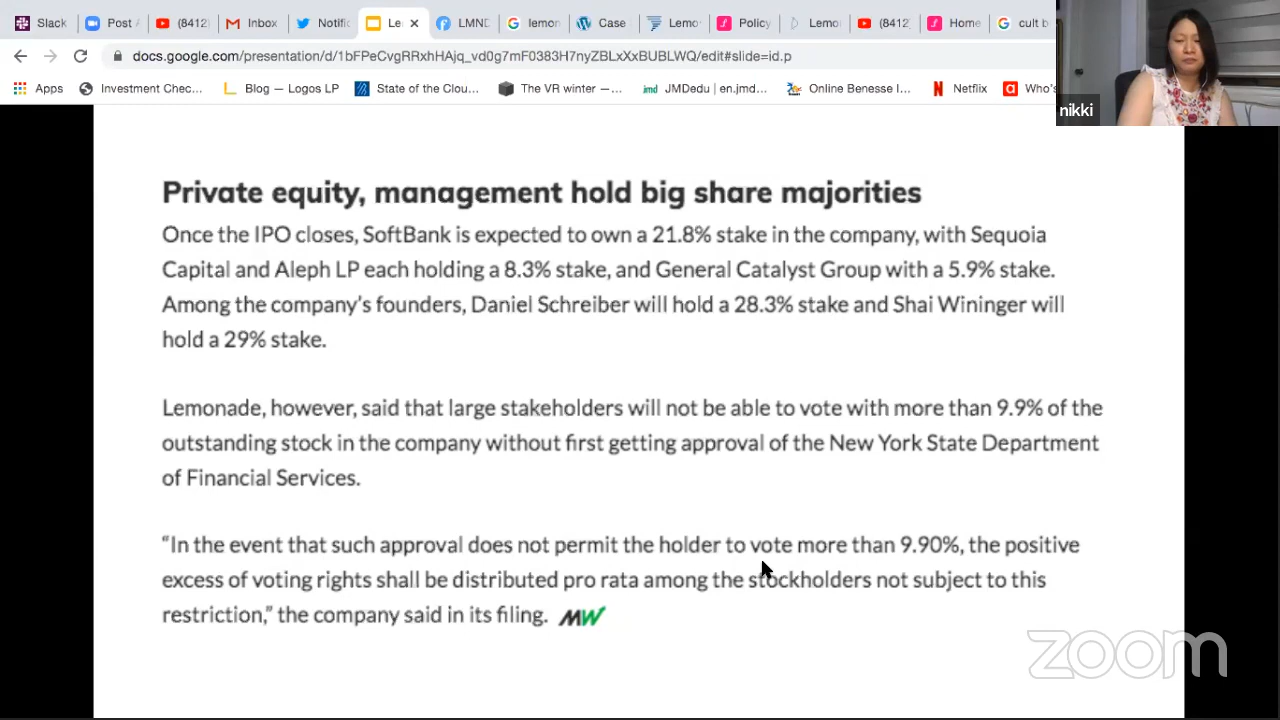 Slack
Post A
(8412)
Inbox
Notific
Le
LMND
lemon
Case
Lemo
Policy
Lemo
(8412)
Home
cult b
docs.google.com/presentation/d/1bFPeCvgRRxhHAjq_vd0g7mF0383H7nyZBLxXxBUBLWQ/edit#slide=id.p
Apps
Investment Chec...
Blog — Logos LP
State of the Clou...
The VR winter — ...
jmd JMDedu | en.jmd...
Online Benesse I...
Netflix
Who's
nikki
Private equity, management hold big share majorities
Once the IPO closes, SoftBank is expected to own a 21.8% stake in the company, with Sequoia
Capital and Aleph LP each holding a 8.3% stake, and General Catalyst Group with a 5.9% stake.
Among the company's founders, Daniel Schreiber will hold a 28.3% stake and Shai Wininger will
hold a 29% stake.
Lemonade, however, said that large stakeholders will not be able to vote with more than 9.9% of the
outstanding stock in the company without first getting approval of the New York State Department
of Financial Services.
“In the event that such approval does not permit the holder to vote more than 9.90%, the positive
excess of voting rights shall be distributed pro rata among the stockholders not subject to this
restriction,” the company said in its filing. MW
zoom